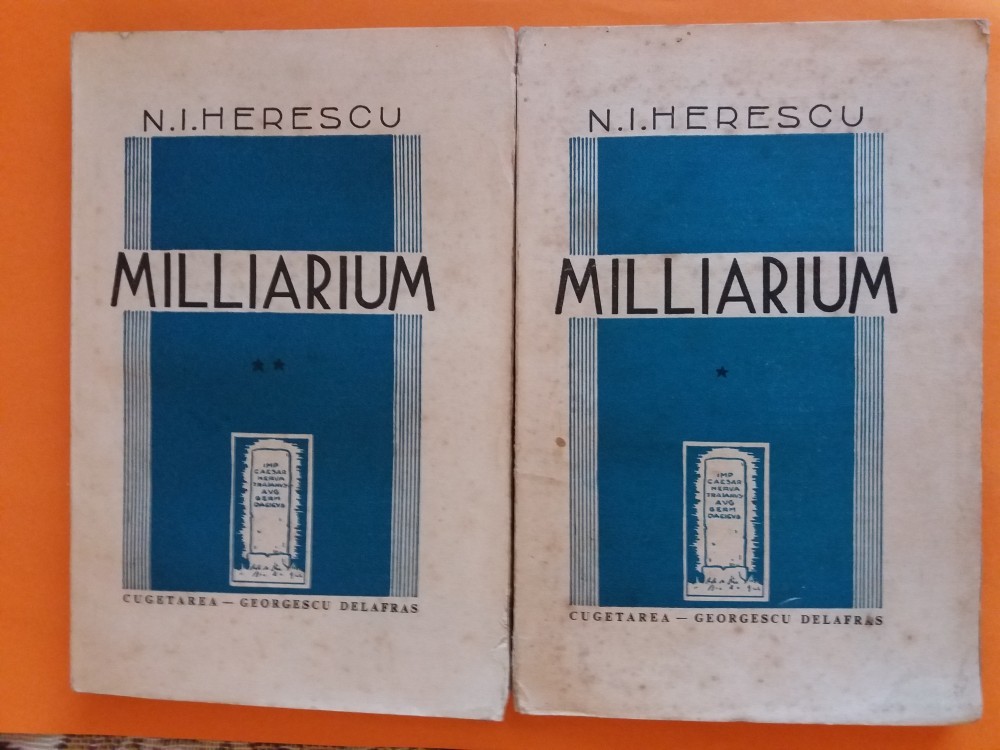 N.I.HERESCU
MILLIARIUM
★★
IMP
CAESAR
NERVA
TRAIANVS
AVG
GERM
DACICVS
CUGETAREA — GEORGESCU DELAFRAS
N.I.HERESCU
MILLIARIUM
★
IMP
CAESAR
NERVA
TRAIANVS
AVG
GERM
DACICVS
CUGETAREA — GEORGESCU DELAFRAS